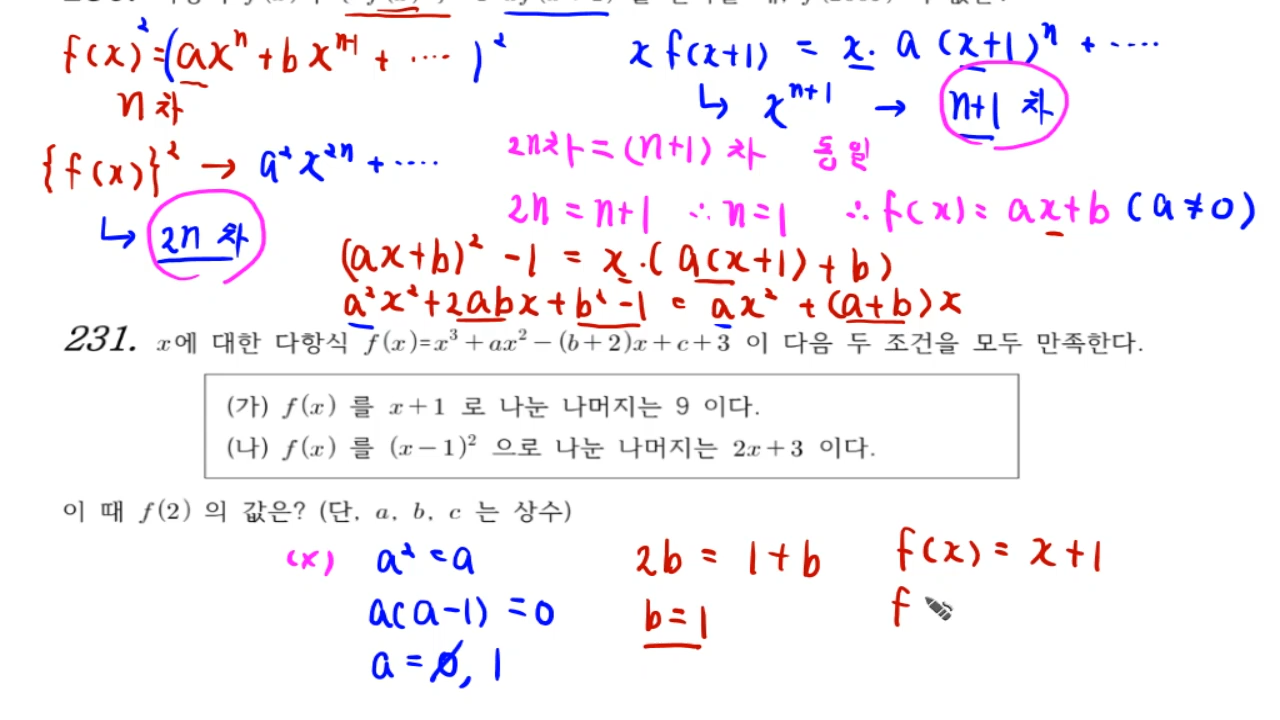 f(x)²=(axⁿ+bxⁿ⁻¹+····)² x f(x+1) = x· a (x+1)ⁿ + ····
n차 ↳ xⁿ⁺¹ → n+1 차
{f(x)}² → a²x²ⁿ+···· 2n차=(n+1)차 동일
↳ 2n차 2n=n+1 ∴n=1 ∴f(x)=ax+b (a≠0)
(ax+b)²-1 = x·(a(x+1)+b)
a²x²+2abx+b²-1 = ax²+(a+b)x
231. x에 대한 다항식 f(x)=x³+ax²-(b+2)x+c+3 이 다음 두 조건을 모두 만족한다.
(가) f(x) 를 x+1 로 나눈 나머지는 9 이다.
(나) f(x) 를 (x-1)² 으로 나눈 나머지는 2x+3 이다.
이 때 f(2) 의 값은? (단, a, b, c 는 상수)
(x) a²=a 2b = 1+b f(x)= x+1
a(a-1)=0 b=1 f
a=0, 1